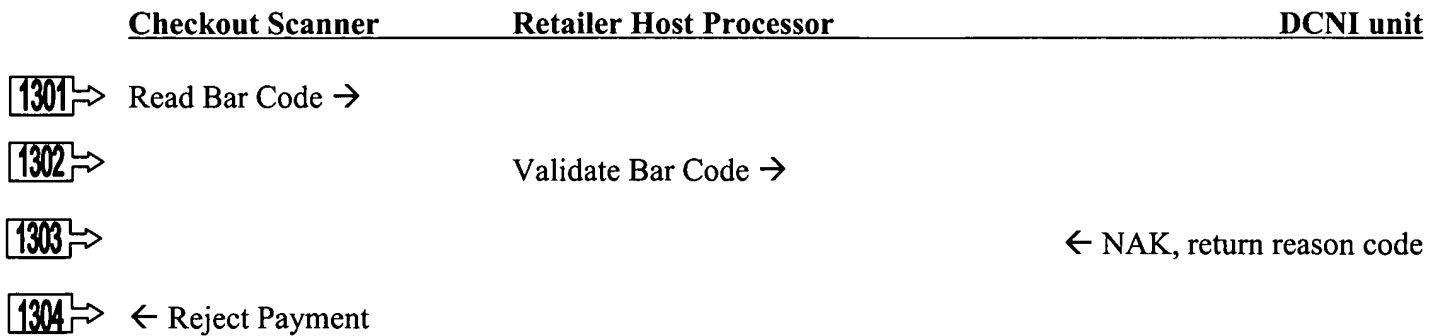 Checkout Scanner Retailer Host Processor DCNI unit
1301 Read Bar Code →
1302 Validate Bar Code →
1303 ← NAK, return reason code
1304 ← Reject Payment